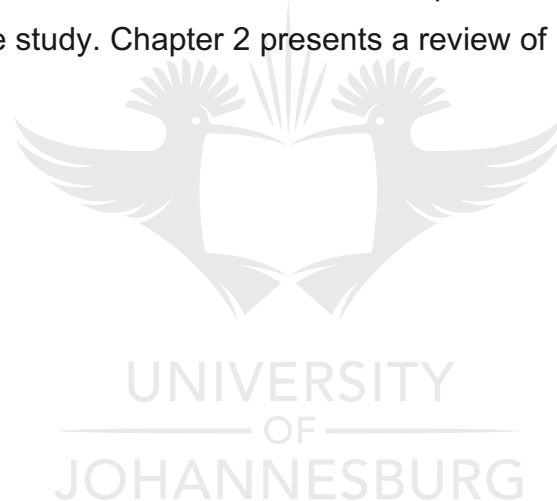 e study. Chapter 2 presents a review of
UNIVERSITY
OF
JOHANNESBURG